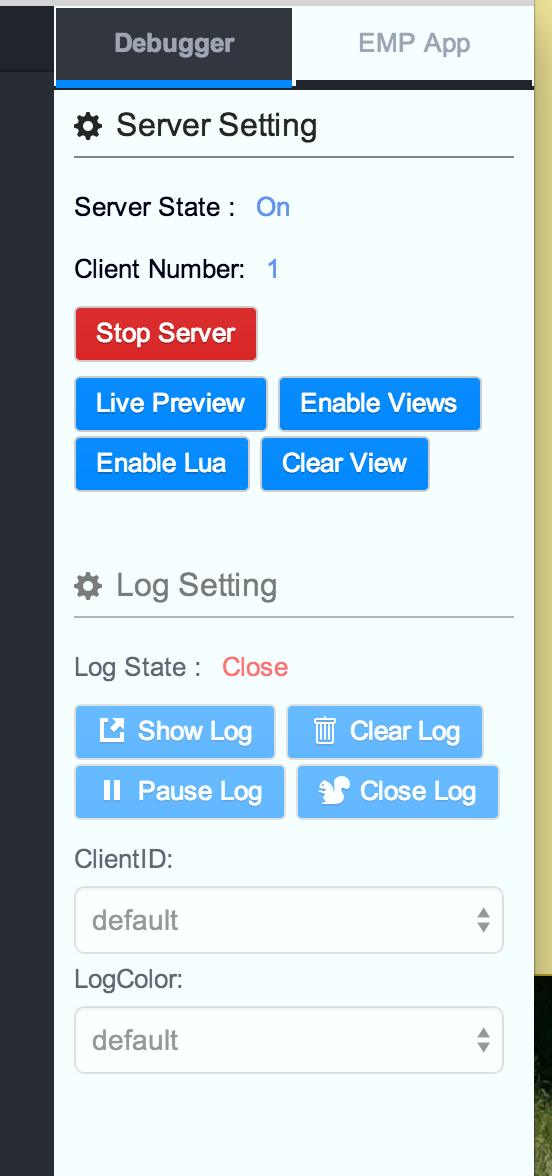 Debugger EMP App
Server Setting
Server State : On
Client Number: 1
Stop Server
Live Preview Enable Views
Enable Lua Clear View
Log Setting
Log State : Close
Show Log Clear Log
Pause Log Close Log
ClientID:
default
LogColor:
default